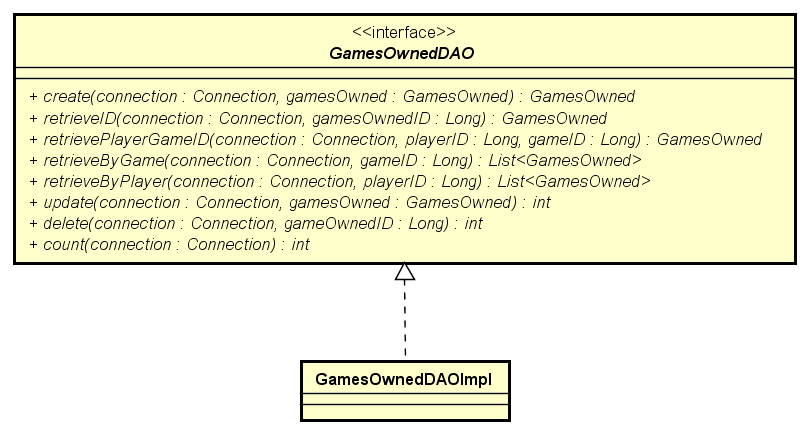 <<interface>>
GamesOwnedDAO
+ create(connection : Connection, gamesOwned : GamesOwned) : GamesOwned
+ retrieveID(connection : Connection, gamesOwnedID : Long) : GamesOwned
+ retrievePlayerGameID(connection : Connection, playerID : Long, gameID : Long) : GamesOwned
+ retrieveByGame(connection : Connection, gameID : Long) : List<GamesOwned>
+ retrieveByPlayer(connection : Connection, playerID : Long) : List<GamesOwned>
+ update(connection : Connection, gamesOwned : GamesOwned) : int
+ delete(connection : Connection, gameOwnedID : Long) : int
+ count(connection : Connection) : int
GamesOwnedDAOImpl